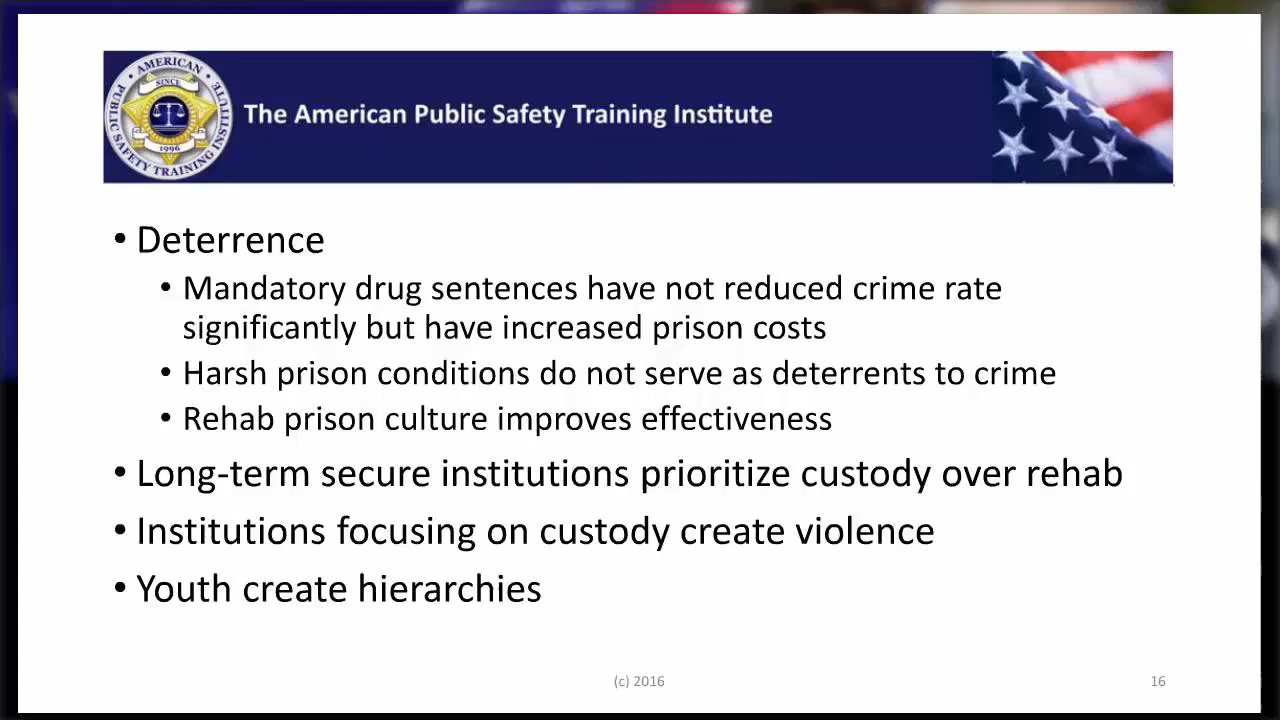 AMERICAN
PUBLIC SAFETY TRAINING INSTITUTE
SINCE
1996
The American Public Safety Training Institute
• Deterrence
• Mandatory drug sentences have not reduced crime rate
significantly but have increased prison costs
• Harsh prison conditions do not serve as deterrents to crime
• Rehab prison culture improves effectiveness
• Long-term secure institutions prioritize custody over rehab
• Institutions focusing on custody create violence
• Youth create hierarchies
(c) 2016
16